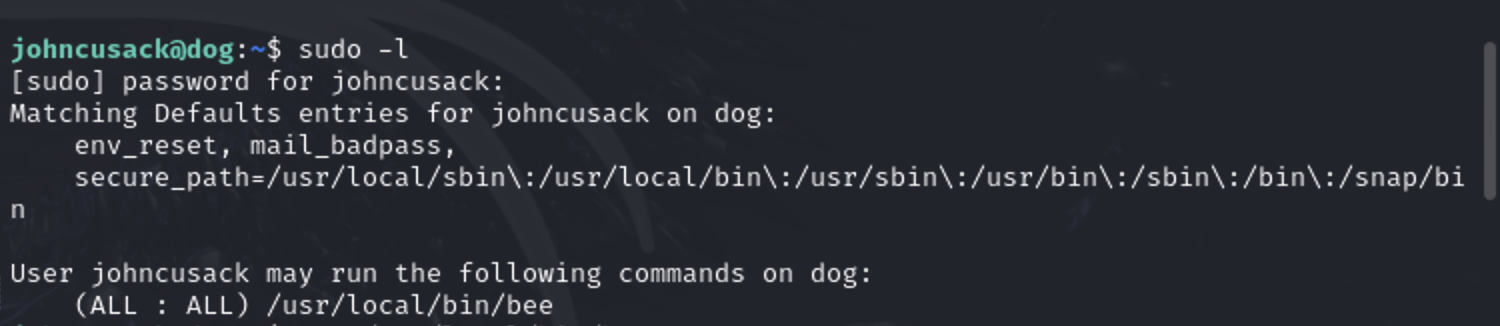 johncusack@dog:~$ sudo -l
[sudo] password for johncusack:
Matching Defaults entries for johncusack on dog:
    env_reset, mail_badpass,
    secure_path=/usr/local/sbin\:/usr/local/bin\:/usr/sbin\:/usr/bin\:/sbin\:/bin\:/snap/bi
n

User johncusack may run the following commands on dog:
    (ALL : ALL) /usr/local/bin/bee